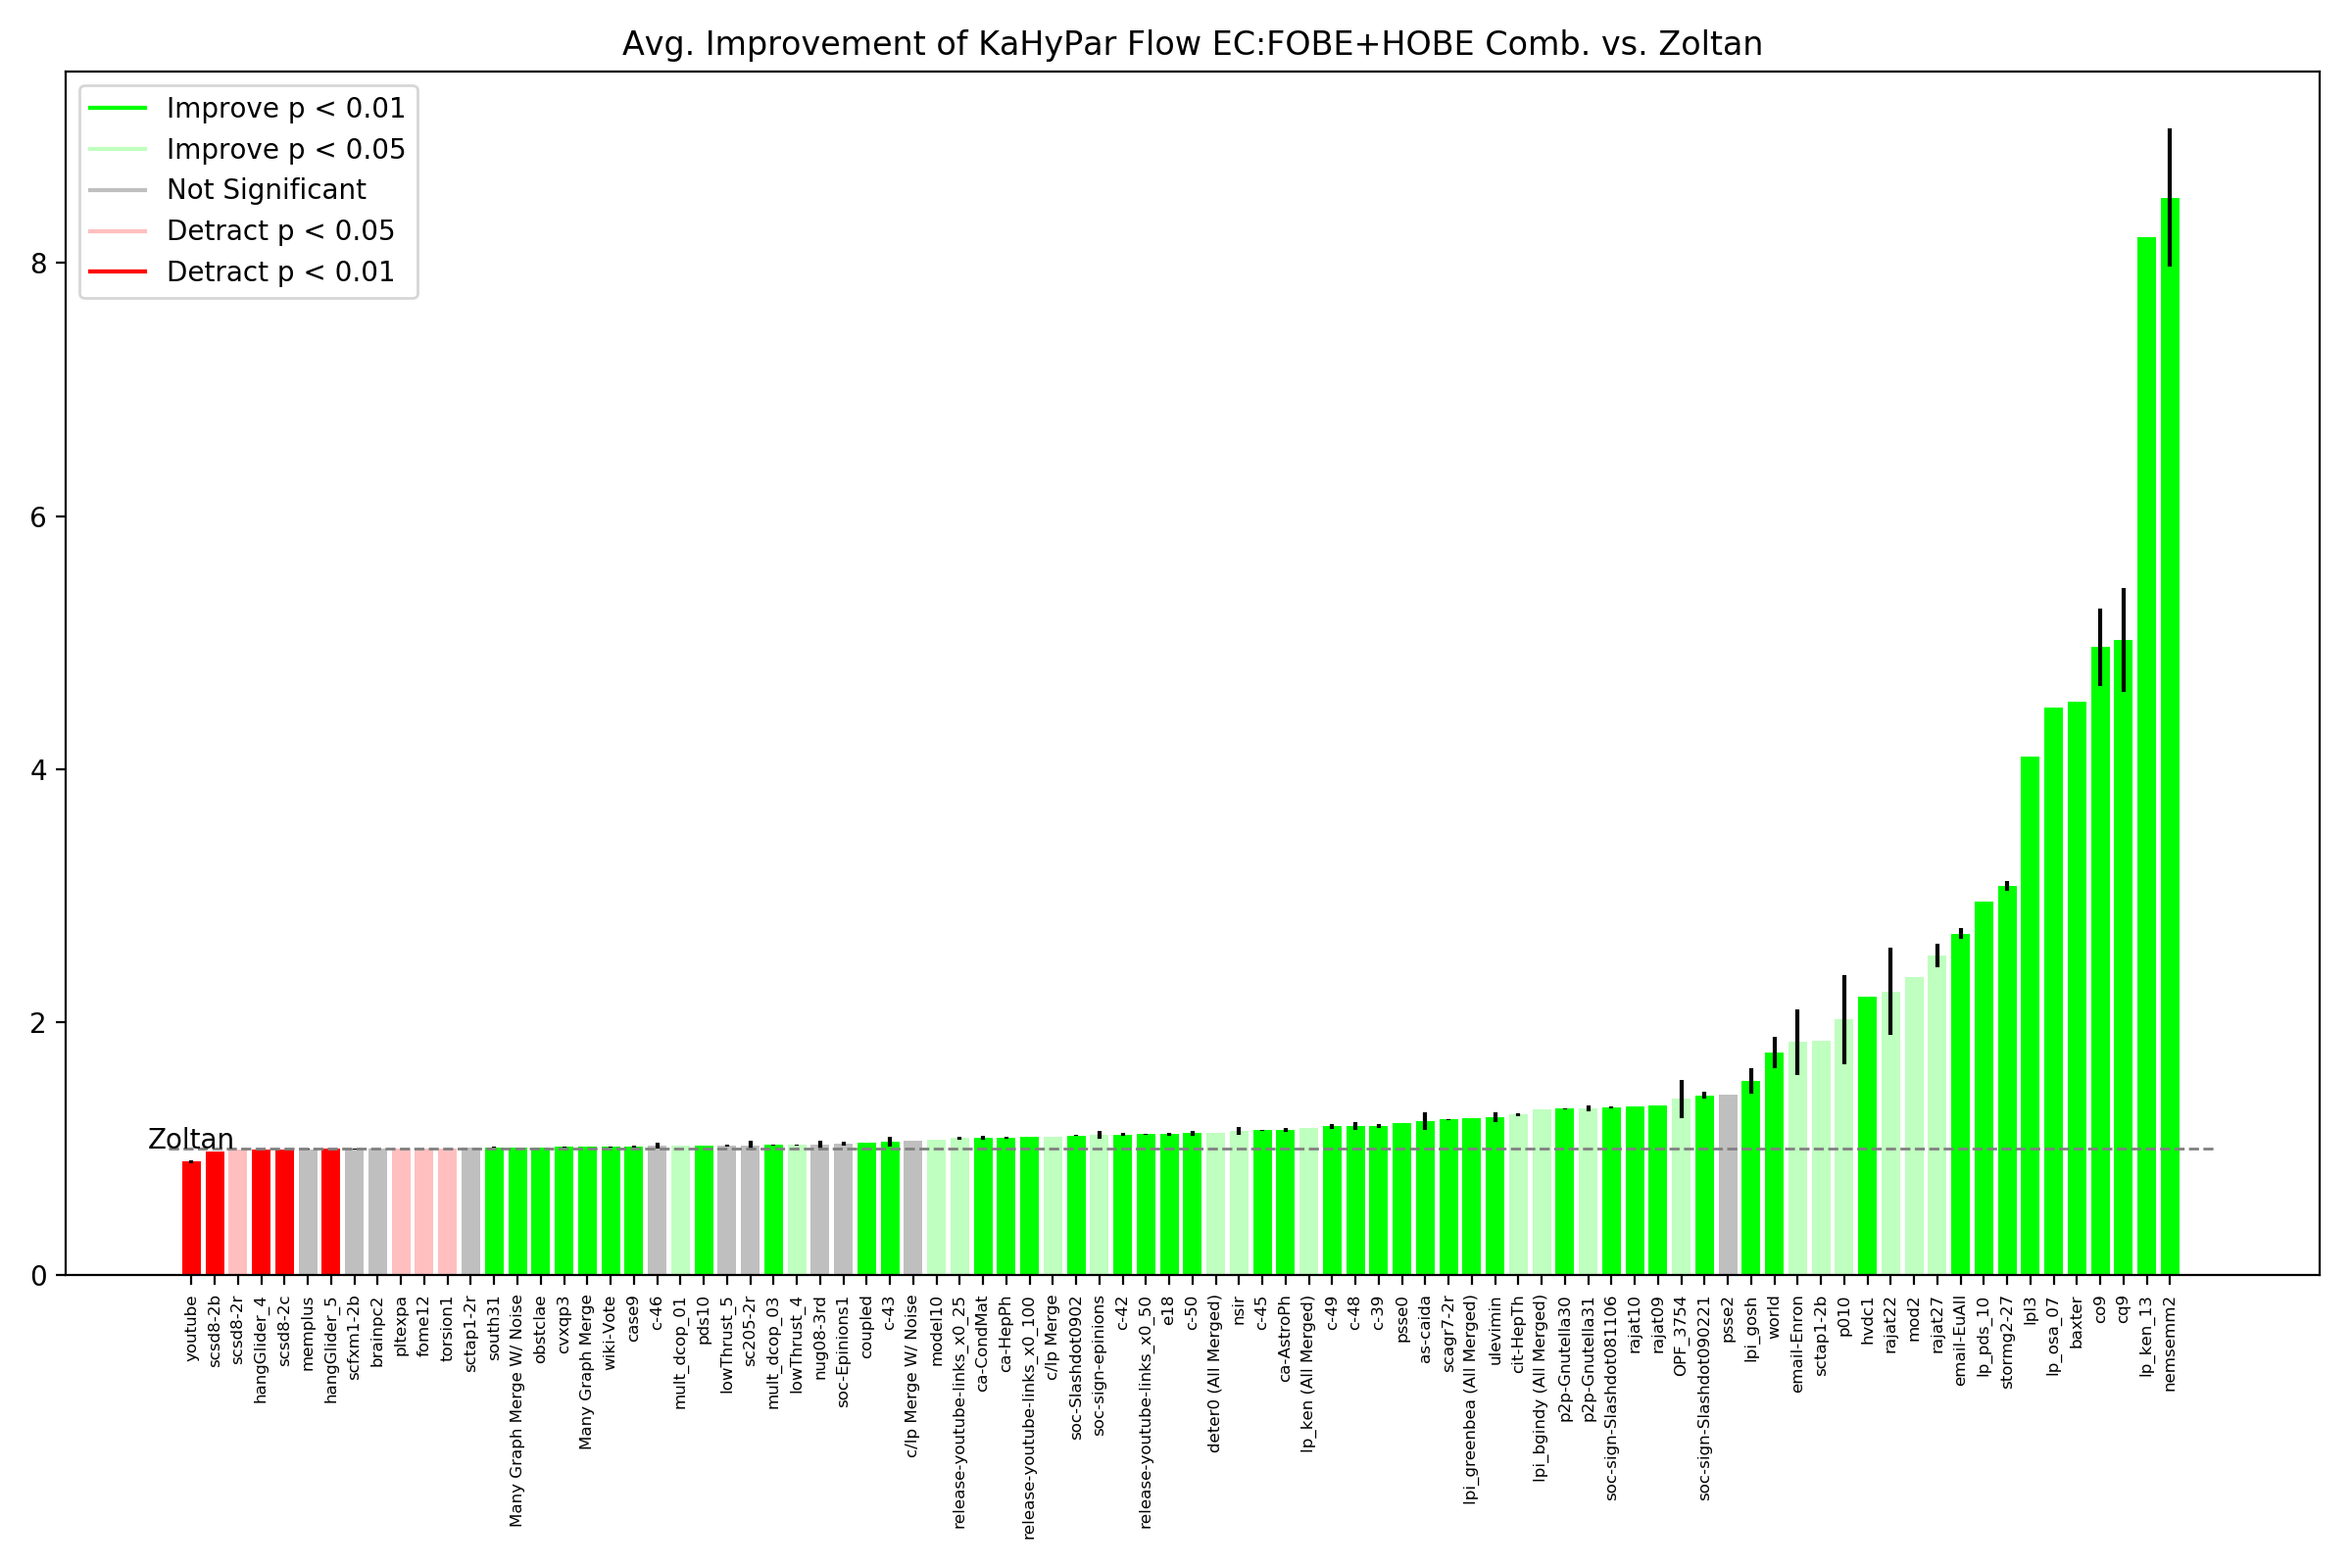 Avg. Improvement of KaHyPar Flow EC:FOBE+HOBE Comb. vs. Zoltan
Improve p < 0.01
Improve p < 0.05
Not Significant
Detract p < 0.05
Detract p < 0.01
8
6
4
2
0
Zoltan
youtube
scsd8-2b
scsd8-2r
hangGlider_4
scsd8-2c
memplus
hangGlider_5
scfxm1-2b
brainpc2
pltexpa
fome12
torsion1
sctap1-2r
south31
Many Graph Merge W/ Noise
obstclae
cvxqp3
Many Graph Merge
wiki-Vote
case9
c-46
mult_dcop_01
pds10
lowThrust_5
sc205-2r
mult_dcop_03
lowThrust_4
nug08-3rd
soc-Epinions1
coupled
c-43
c/lp Merge W/ Noise
model10
release-youtube-links_x0_25
ca-CondMat
ca-HepPh
release-youtube-links_x0_100
c/lp Merge
soc-Slashdot0902
soc-sign-epinions
c-42
release-youtube-links_x0_50
e18
c-50
deter0 (All Merged)
nsir
c-45
ca-AstroPh
lp_ken (All Merged)
c-49
c-48
c-39
psse0
as-caida
scagr7-2r
lpi_greenbea (All Merged)
ulevimin
cit-HepTh
lpi_bgindy (All Merged)
p2p-Gnutella30
p2p-Gnutella31
soc-sign-Slashdot081106
rajat10
rajat09
OPF_3754
soc-sign-Slashdot090221
psse2
lpi_gosh
world
email-Enron
sctap1-2b
p010
hvdc1
rajat22
mod2
rajat27
email-EuAll
lp_pds_10
stormg2-27
lpl3
lp_osa_07
baxter
co9
cq9
lp_ken_13
nemsemm2